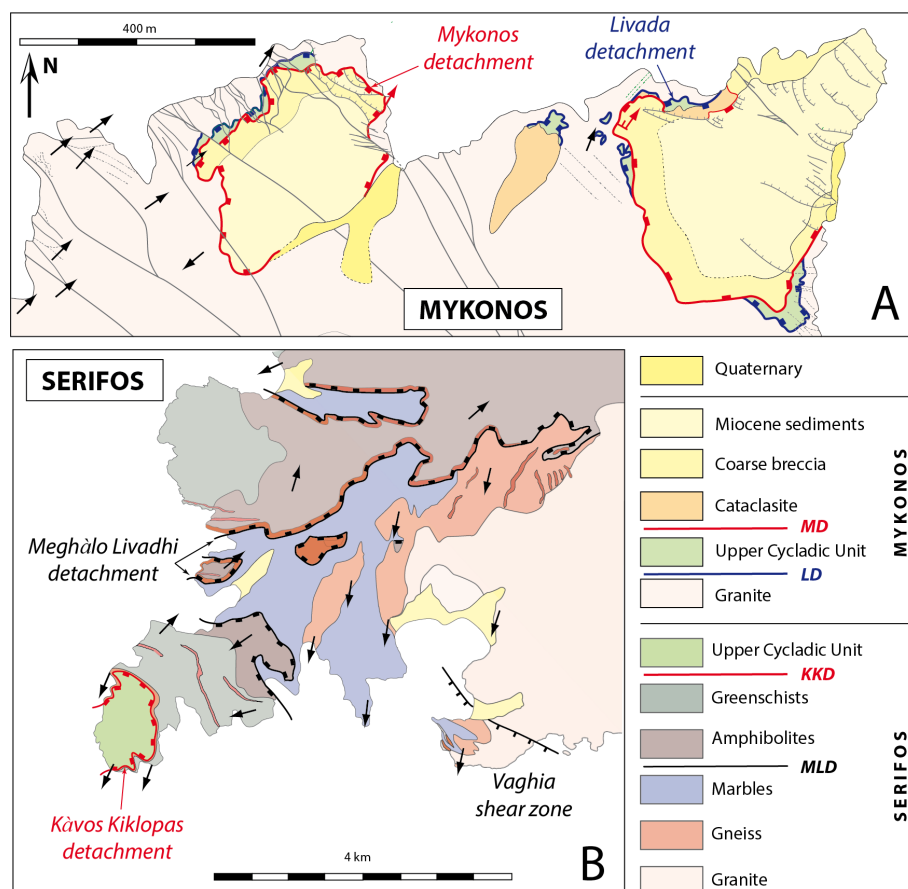 400 m
N
Mykonos
detachment
Livada
detachment
MYKONOS
A
SERIFOS
Meghàlo Livadhi
detachment
Kàvos Kiklopas
detachment
Vaghia
shear zone
4 km
B
Quaternary
Miocene sediments
Coarse breccia
Cataclasite
MD
Upper Cycladic Unit
LD
Granite
MYKONOS
Upper Cycladic Unit
KKD
Greenschists
Amphibolites
MLD
Marbles
Gneiss
Granite
SERIFOS